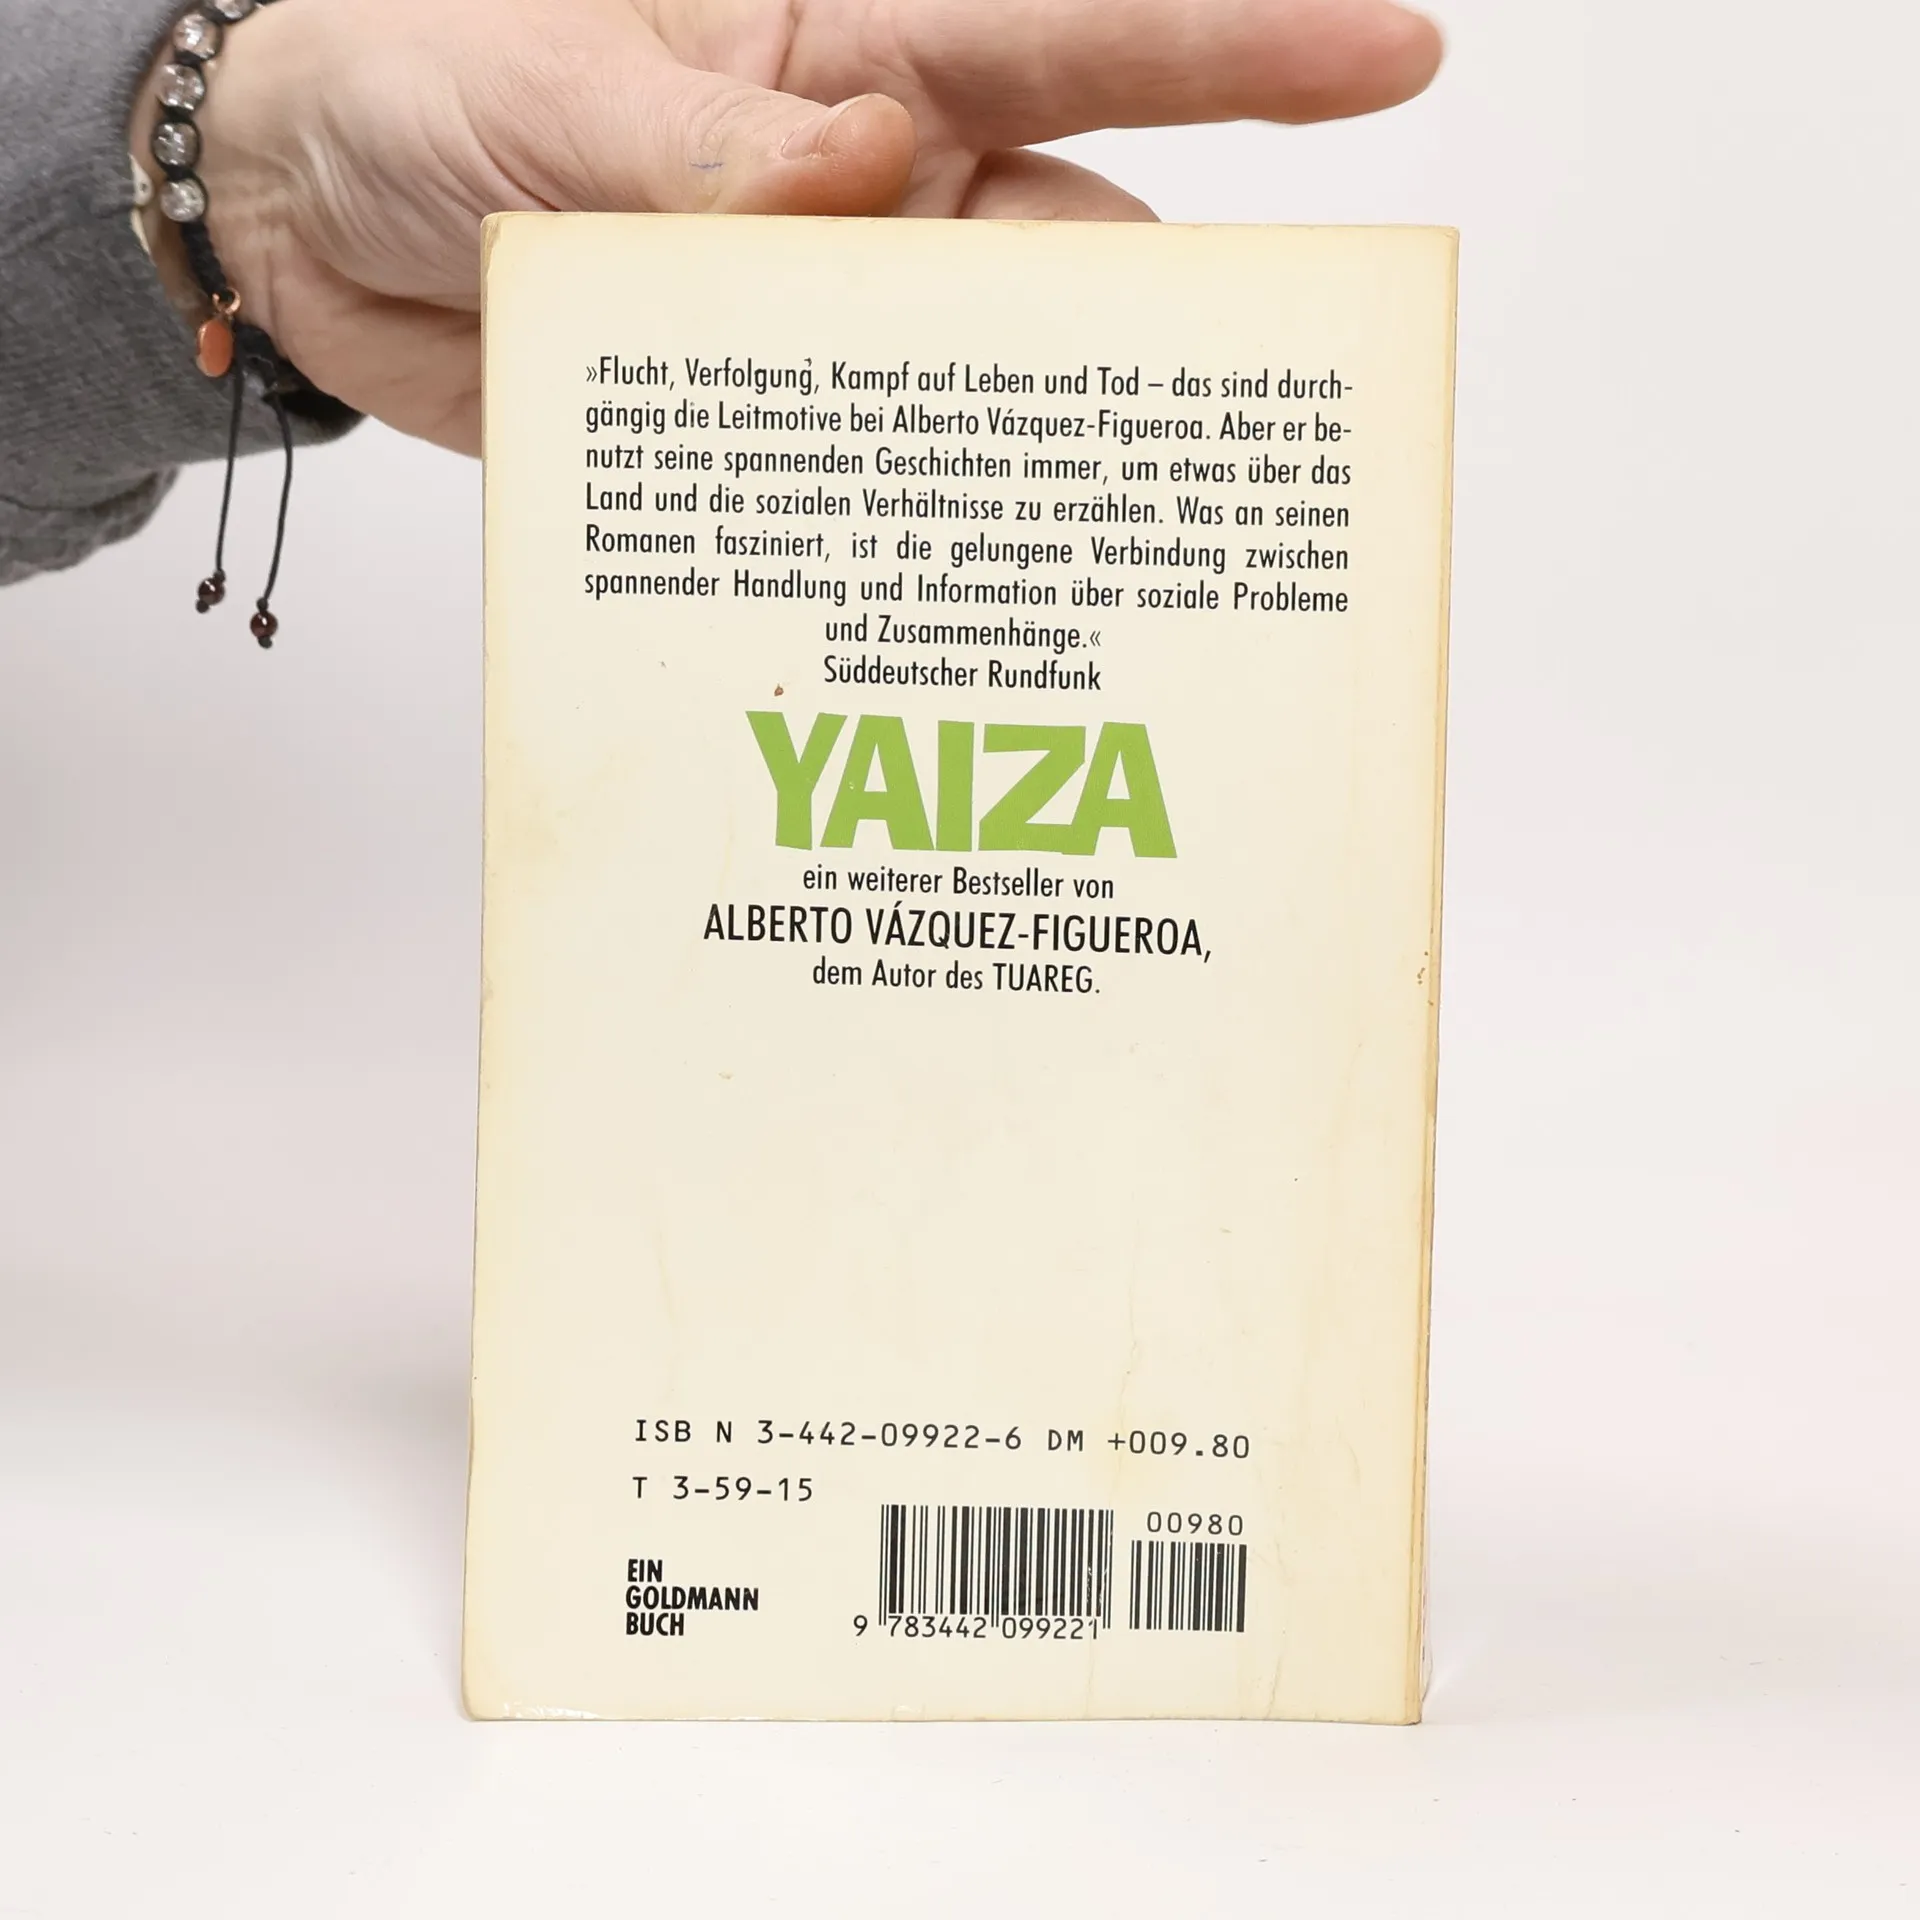 »Flucht, Verfolgung, Kampf auf Leben und Tod – das sind durch-
gängig die Leitmotive bei Alberto Vázquez-Figueroa. Aber er be-
nutzt seine spannenden Geschichten immer, um etwas über das
Land und die sozialen Verhältnisse zu erzählen. Was an seinen
Romanen fasziniert, ist die gelungene Verbindung zwischen
spannender Handlung und Information über soziale Probleme
und Zusammenhänge.«
Süddeutscher Rundfunk
YAIZA
ein weiterer Bestseller von
ALBERTO VÁZQUEZ-FIGUEROA,
dem Autor des TUAREG.
ISB N 3-442-09922-6 DM +009.80
T 3-59-15
00980
EIN
GOLDMANN
BUCH
9 783442 099221